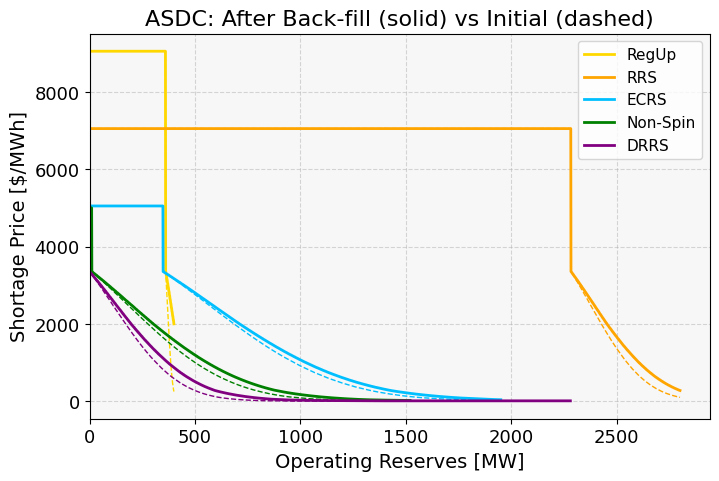 ASDC: After Back-fill (solid) vs Initial (dashed)
Shortage Price [$/MWh]
8000
6000
4000
2000
0
RegUp
RRS
ECRS
Non-Spin
DRRS
0
500
1000
1500
2000
2500
Operating Reserves [MW]